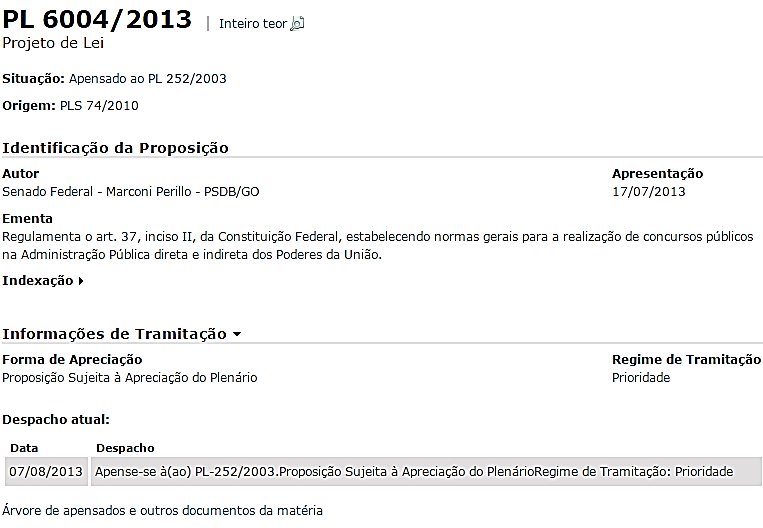 PL 6004/2013 | Inteiro teor
Projeto de Lei
Situação: Apensado ao PL 252/2003
Origem: PLS 74/2010
Identificação da Proposição
Autor Apresentação
Senado Federal - Marconi Perillo - PSDB/GO 17/07/2013
Ementa
Regulamenta o art. 37, inciso II, da Constituição Federal, estabelecendo normas gerais para a realização de concursos públicos
na Administração Pública direta e indireta dos Poderes da União.
Indexação
Informações de Tramitação
Forma de Apreciação Regime de Tramitação
Proposição Sujeita à Apreciação do Plenário Prioridade
Despacho atual:
Data Despacho
07/08/2013 Apense-se à(ao) PL-252/2003.Proposição Sujeita à Apreciação do PlenárioRegime de Tramitação: Prioridade
Árvore de apensados e outros documentos da matéria